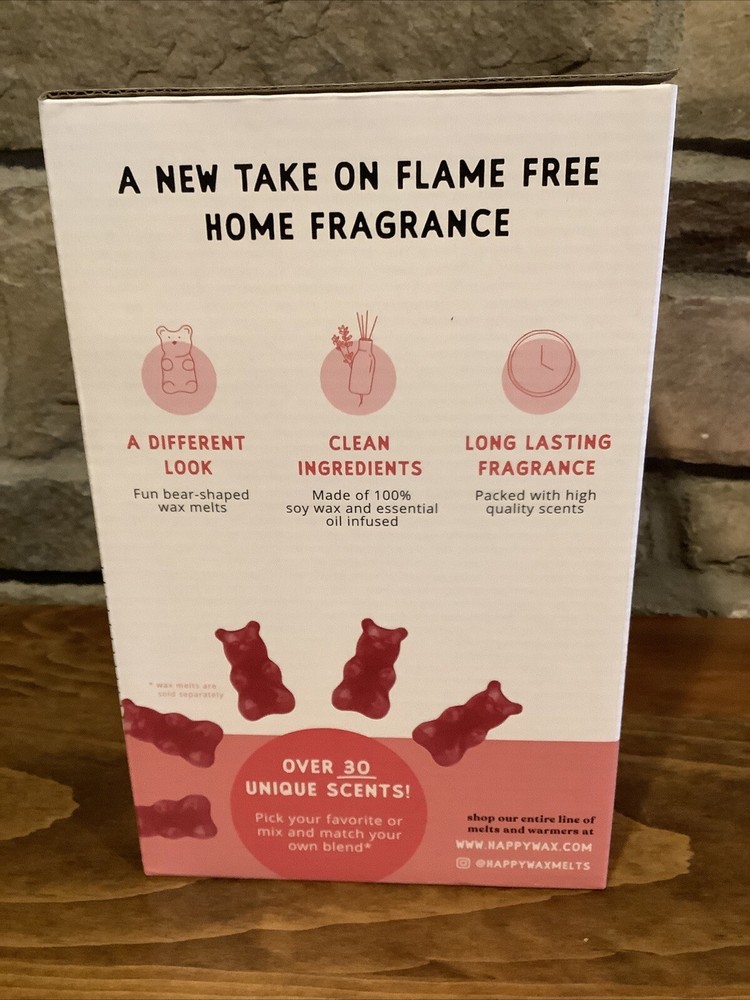 A NEW TAKE ON FLAME FREE
HOME FRAGRANCE
A DIFFERENT
LOOK
Fun bear-shaped
wax melts
CLEAN
INGREDIENTS
Made of 100%
soy wax and essential
oil infused
LONG LASTING
FRAGRANCE
Packed with high
quality scents
* wax melts are
sold separately
OVER 30
UNIQUE SCENTS!
Pick your favorite or
mix and match your
own blend*
shop our entire line of
melts and warmers at
WWW.HAPPYWAX.COM
@HAPPYWAXMELTS